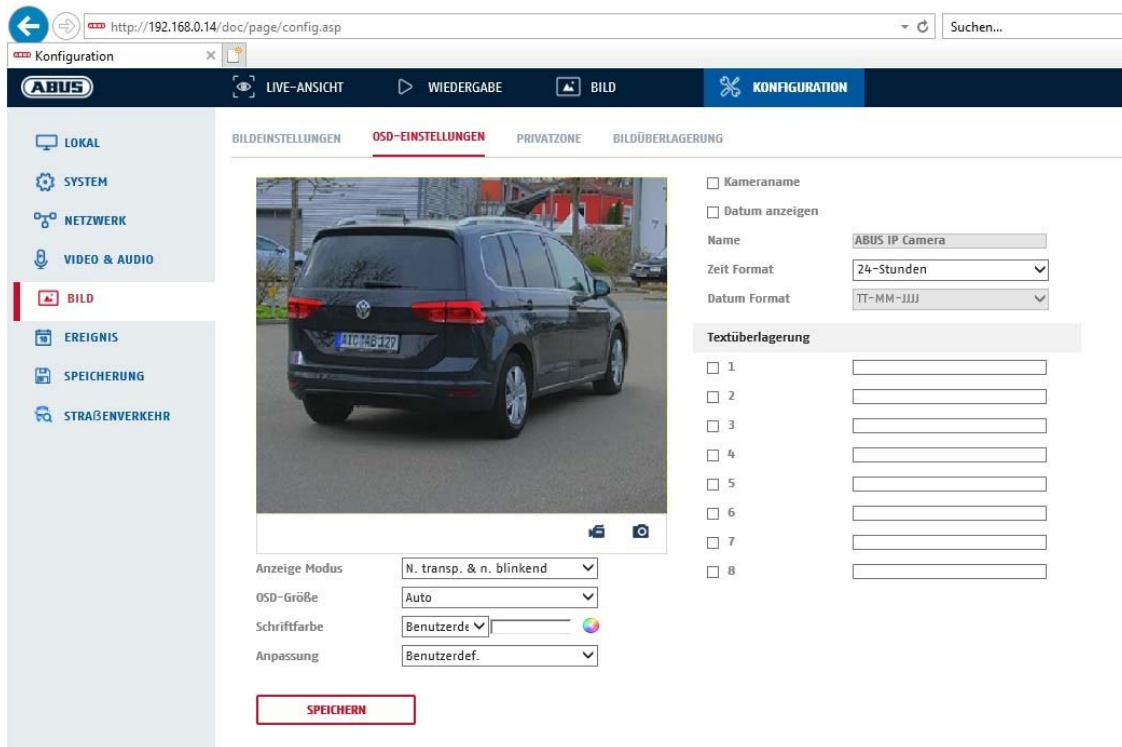 http://192.168.0.14/doc/page/config.asp
Suchen...
Konfiguration
ABUS
LIVE-ANSICHT
WIEDERGABE
BILD
KONFIGURATION
LOKAL
SYSTEM
NETZWERK
VIDEO & AUDIO
BILD
EREIGNIS
SPEICHERUNG
STRAßENVERKEHR
BILDEINSTELLUNGEN
OSD-EINSTELLUNGEN
PRIVATZONE
BILDÜBERLAGERUNG
AIC MB 127
Anzeige Modus
N. transp. & n. blinkend
OSD-Größe
Auto
Schriftfarbe
Benutzerde
Anpassung
Benutzerdef.
SPEICHERN
Kameraname
Datum anzeigen
Name
ABUS IP Camera
Zeit Format
24-Stunden
Datum Format
TT-MM-JJJJ
Textüberlagerung
1
2
3
4
5
6
7
8